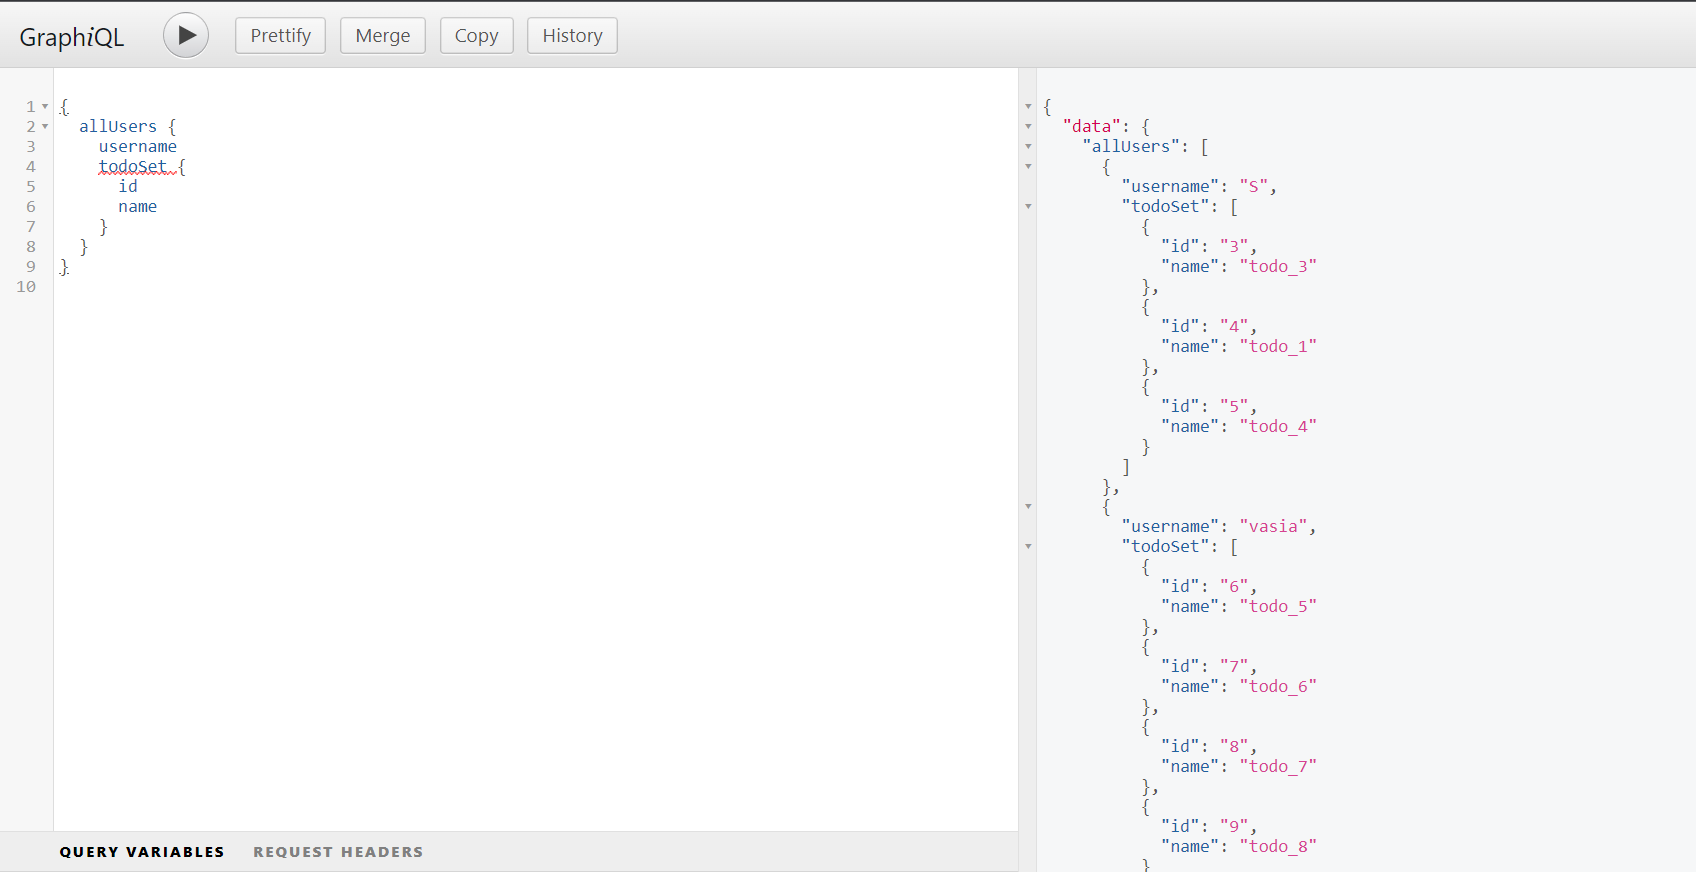 GraphiQL Prettify Merge Copy History
1 {
2 allUsers {
3 username
4 todoSet {
5 id
6 name
7 }
8 }
9 }
10
QUERY VARIABLES REQUEST HEADERS
{
"data": {
"allUsers": [
{
"username": "S",
"todoSet": [
{
"id": "3",
"name": "todo_3"
},
{
"id": "4",
"name": "todo_1"
},
{
"id": "5",
"name": "todo_4"
}
]
},
{
"username": "vasia",
"todoSet": [
{
"id": "6",
"name": "todo_5"
},
{
"id": "7",
"name": "todo_6"
},
{
"id": "8",
"name": "todo_7"
},
{
"id": "9",
"name": "todo_8"
}